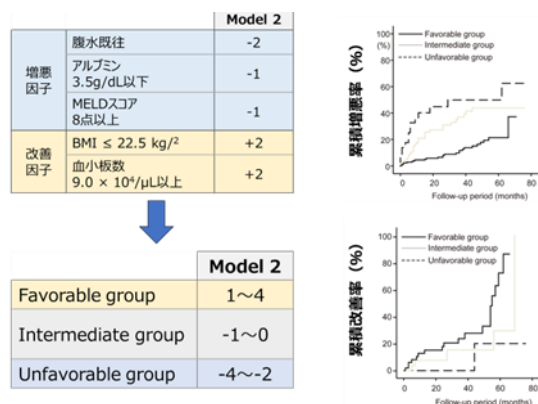 Model 2
増悪
因子
腹水既往
-2
アルブミン
3.5g/dL以下
-1
MELDスコア
8点以上
-1
改善
因子
BMI ≤ 22.5 kg/²
+2
血小板数
9.0 × 10⁴/μL以上
+2
Model 2
Favorable group
1～4
Intermediate group
-1～0
Unfavorable group
-4～-2
累積増悪率（%）
Favorable group
Intermediate group
Unfavorable group
100
(%)
80
60
40
20
0
0 20 40 60 80
Follow-up period (months)
累積改善率（%）
Favorable group
Intermediate group
Unfavorable group
100
80
60
40
20
0
0 20 40 60 80
Follow-up period (months)